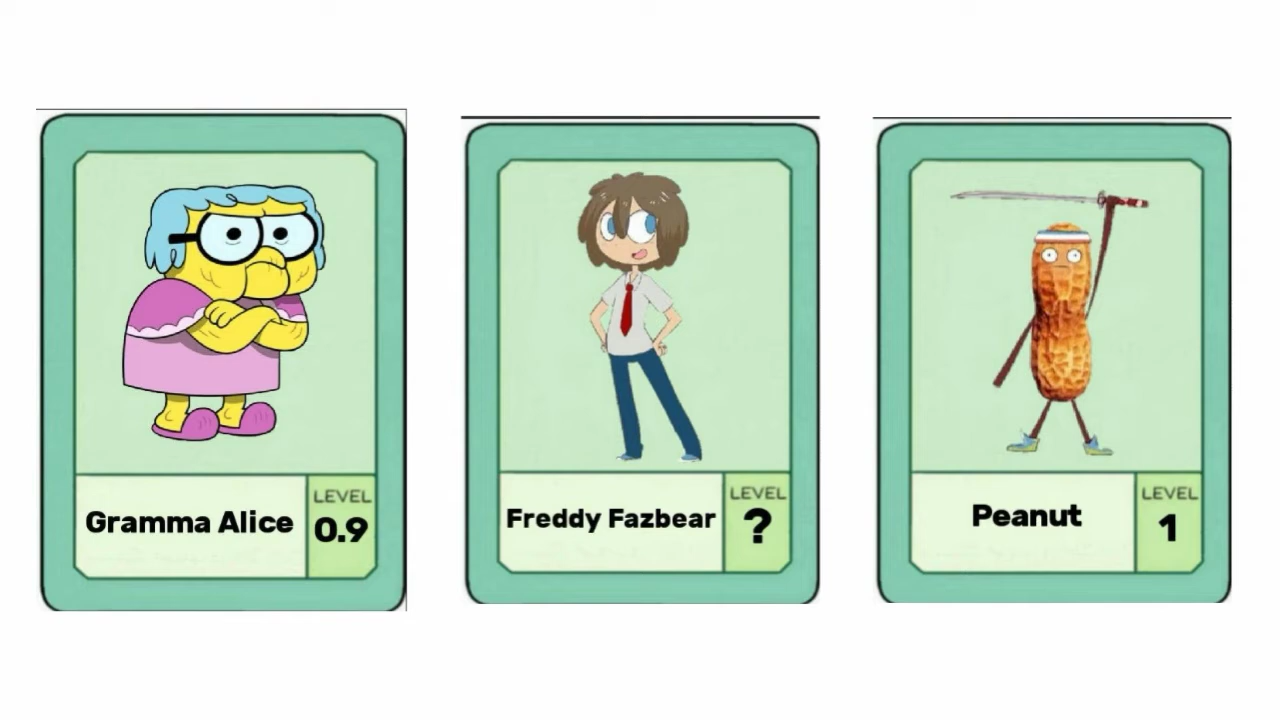 Gramma Alice
LEVEL
0.9
Freddy Fazbear
LEVEL
?
Peanut
LEVEL
1